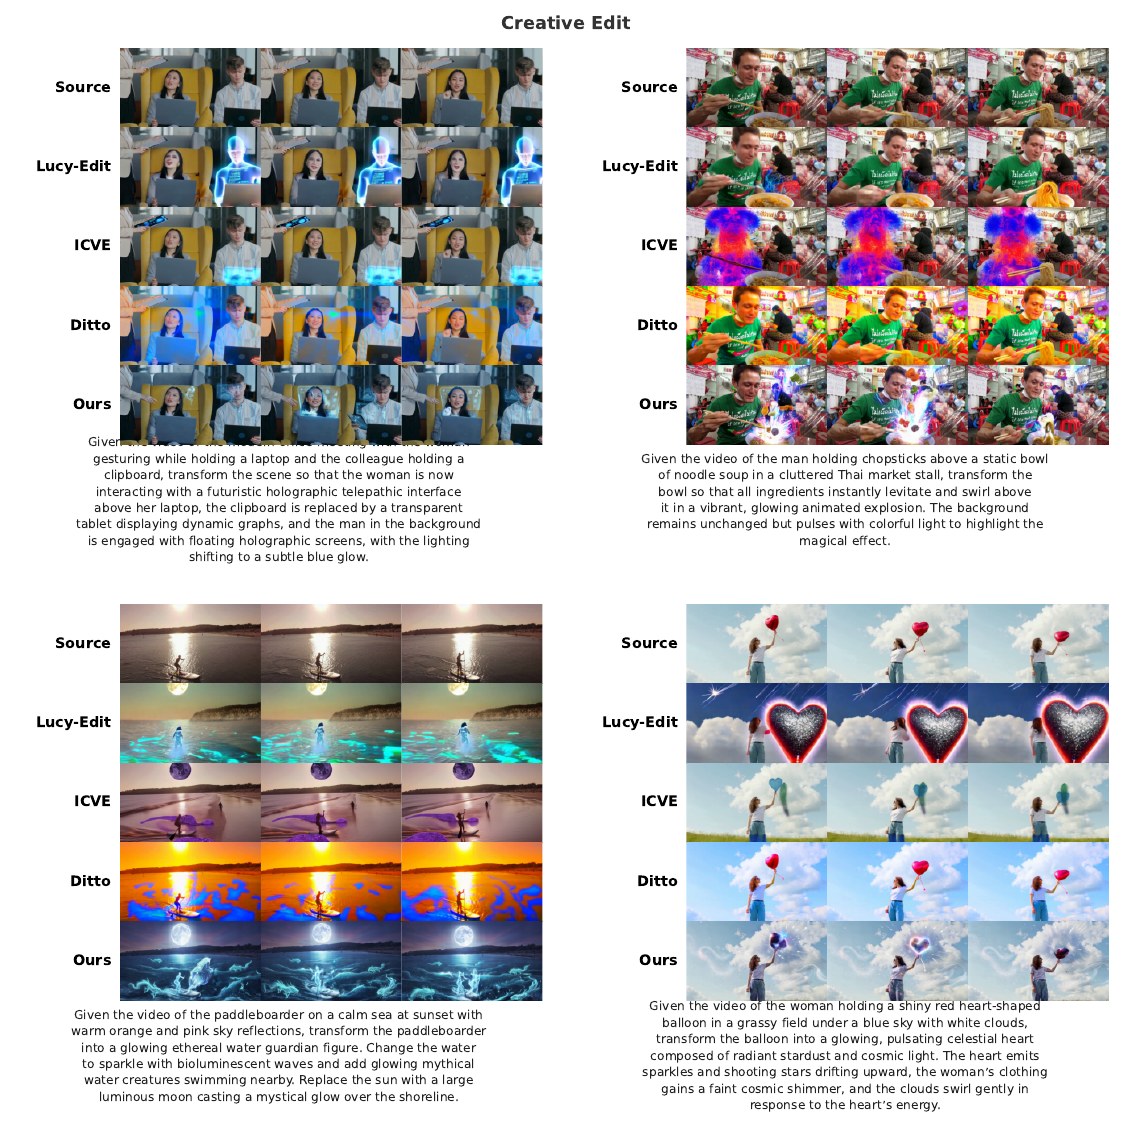 Creative Edit
Source
Lucy-Edit
ICVE
Ditto
Ours
Given
gesturing while holding a laptop and the colleague holding a
clipboard, transform the scene so that the woman is now
interacting with a futuristic holographic telepathic interface
above her laptop, the clipboard is replaced by a transparent
tablet displaying dynamic graphs, and the man in the background
is engaged with floating holographic screens, with the lighting
shifting to a subtle blue glow.
Source
Lucy-Edit
ICVE
Ditto
Ours
Given the video of the man holding chopsticks above a static bowl
of noodle soup in a cluttered Thai market stall, transform the
bowl so that all ingredients instantly levitate and swirl above
it in a vibrant, glowing animated explosion. The background
remains unchanged but pulses with colorful light to highlight the
magical effect.
Source
Lucy-Edit
ICVE
Ditto
Ours
Given the video of the paddleboarder on a calm sea at sunset with
warm orange and pink sky reflections, transform the paddleboarder
into a glowing ethereal water guardian figure. Change the water
to sparkle with bioluminescent waves and add glowing mythical
water creatures swimming nearby. Replace the sun with a large
luminous moon casting a mystical glow over the shoreline.
Source
Lucy-Edit
ICVE
Ditto
Ours
Given the video of the woman holding a shiny red heart-shaped
balloon in a grassy field under a blue sky with white clouds,
transform the balloon into a glowing, pulsating celestial heart
composed of radiant stardust and cosmic light. The heart emits
sparkles and shooting stars drifting upward, the woman's clothing
gains a faint cosmic shimmer, and the clouds swirl gently in
response to the heart's energy.